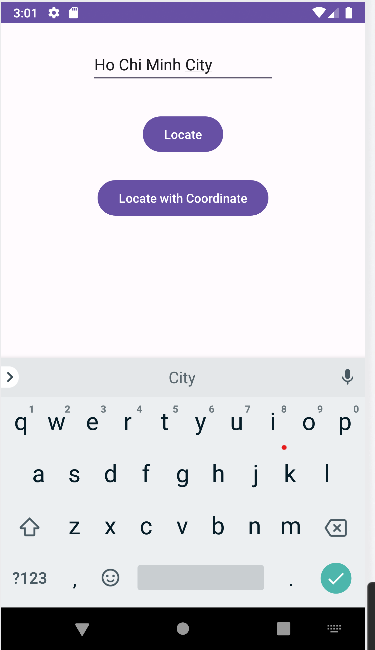 3:01
Ho Chi Minh City
Locate
Locate with Coordinate
City
1 2 3 4 5 6 7 8 9 0
q w e r t y u i o p
a s d f g h j k l
z x c v b n m
?123 , .